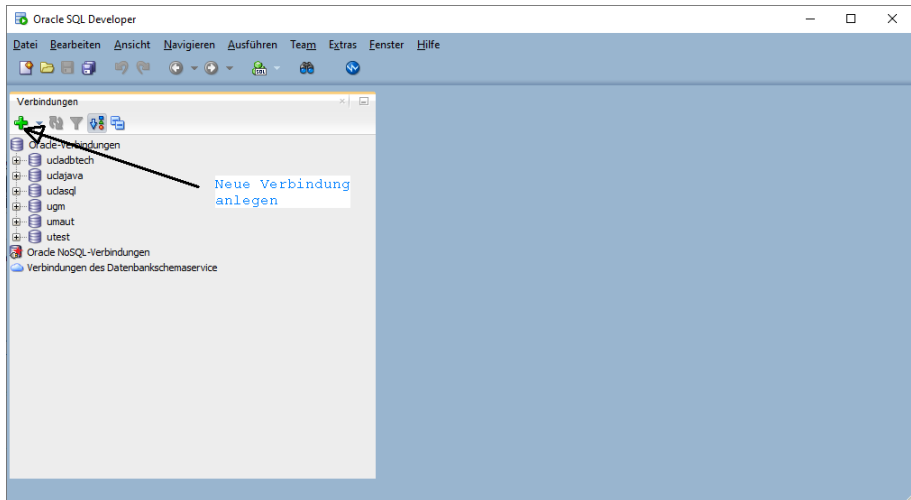 Oracle SQL Developer
Datei Bearbeiten Ansicht Navigieren Ausführen Team Extras Fenster Hilfe
SQL
Verbindungen
Oracle-Verbindungen
ucladbtech
uclajava
uclasql
ugm
umaut
utest
Oracle NoSQL-Verbindungen
Verbindungen des Datenbankschemaservice
Neue Verbindung
anlegen